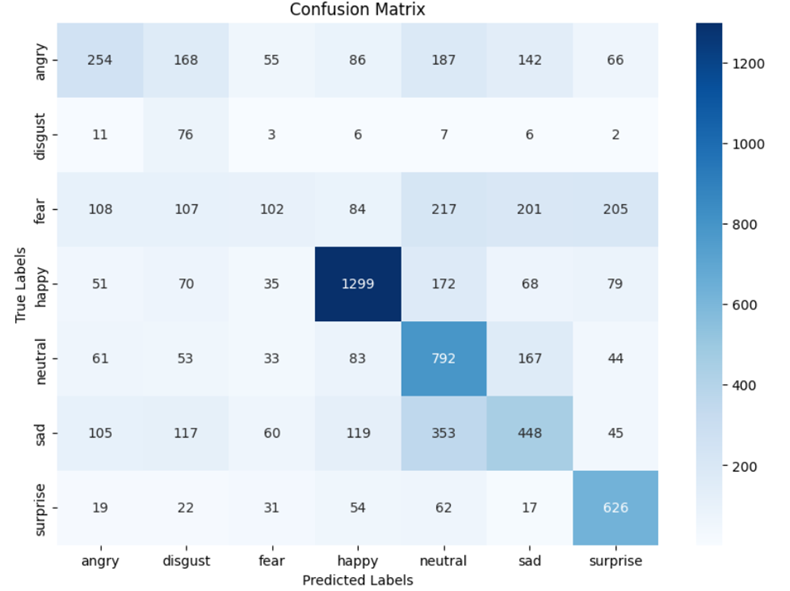 Confusion Matrix
True Labels
angry 254 168 55 86 187 142 66
disgust 11 76 3 6 7 6 2
fear 108 107 102 84 217 201 205
happy 51 70 35 1299 172 68 79
neutral 61 53 33 83 792 167 44
sad 105 117 60 119 353 448 45
surprise 19 22 31 54 62 17 626
angry disgust fear happy neutral sad surprise
Predicted Labels
1200
1000
800
600
400
200